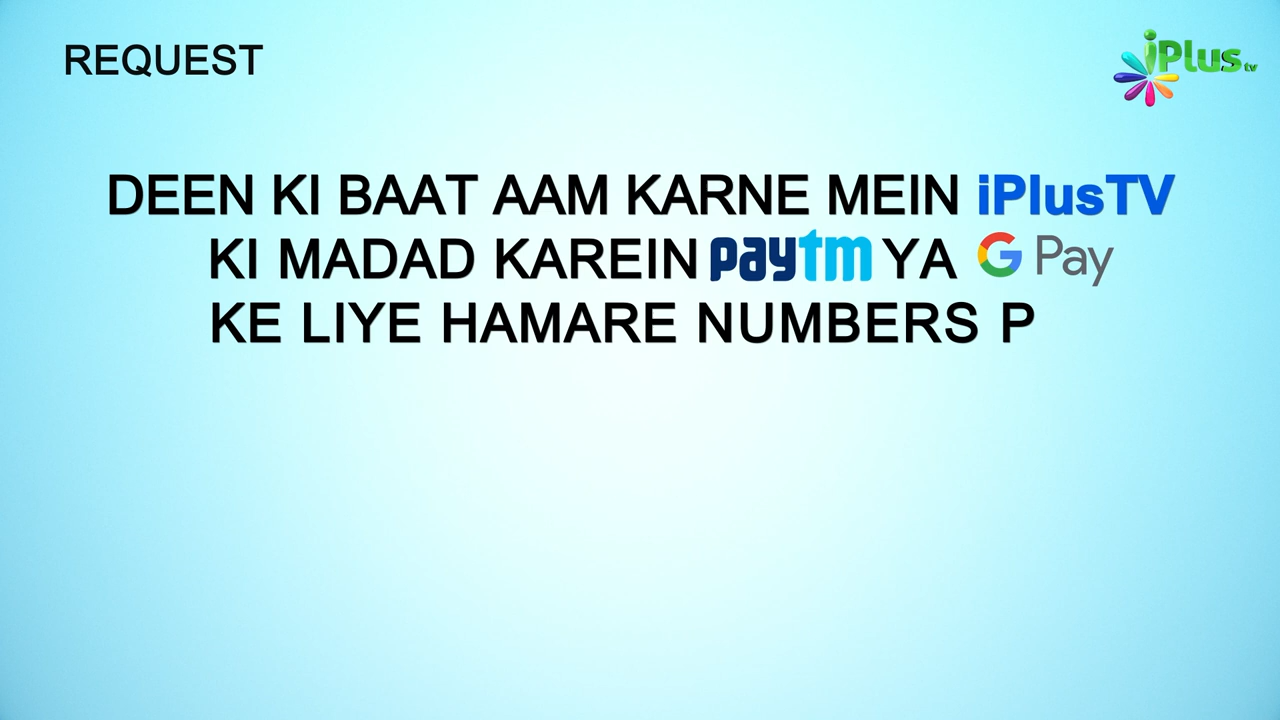 REQUEST
iPlus tv
DEEN KI BAAT AAM KARNE MEIN iPlusTV
KI MADAD KAREIN paytm YA G Pay
KE LIYE HAMARE NUMBERS P